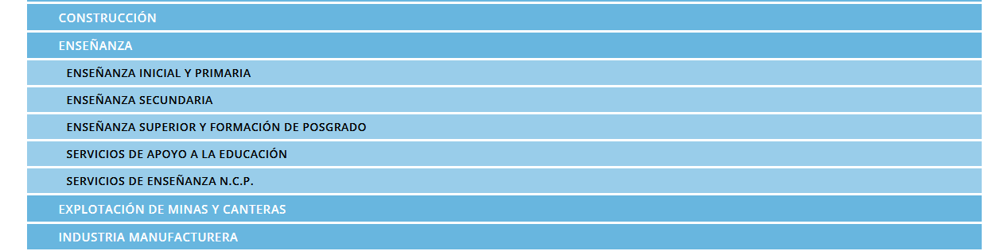 CONSTRUCCIÓN
ENSEÑANZA
ENSEÑANZA INICIAL Y PRIMARIA
ENSEÑANZA SECUNDARIA
ENSEÑANZA SUPERIOR Y FORMACIÓN DE POSGRADO
SERVICIOS DE APOYO A LA EDUCACIÓN
SERVICIOS DE ENSEÑANZA N.C.P.
EXPLOTACIÓN DE MINAS Y CANTERAS
INDUSTRIA MANUFACTURERA